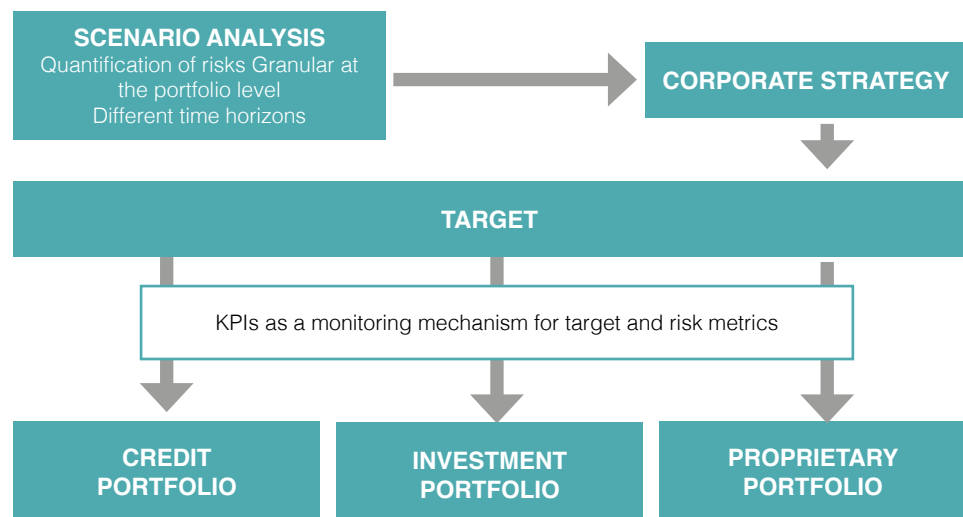 SCENARIO ANALYSIS
Quantification of risks Granular at
the portfolio level
Different time horizons
CORPORATE STRATEGY
TARGET
KPIs as a monitoring mechanism for target and risk metrics
CREDIT
PORTFOLIO
INVESTMENT
PORTFOLIO
PROPRIETARY
PORTFOLIO